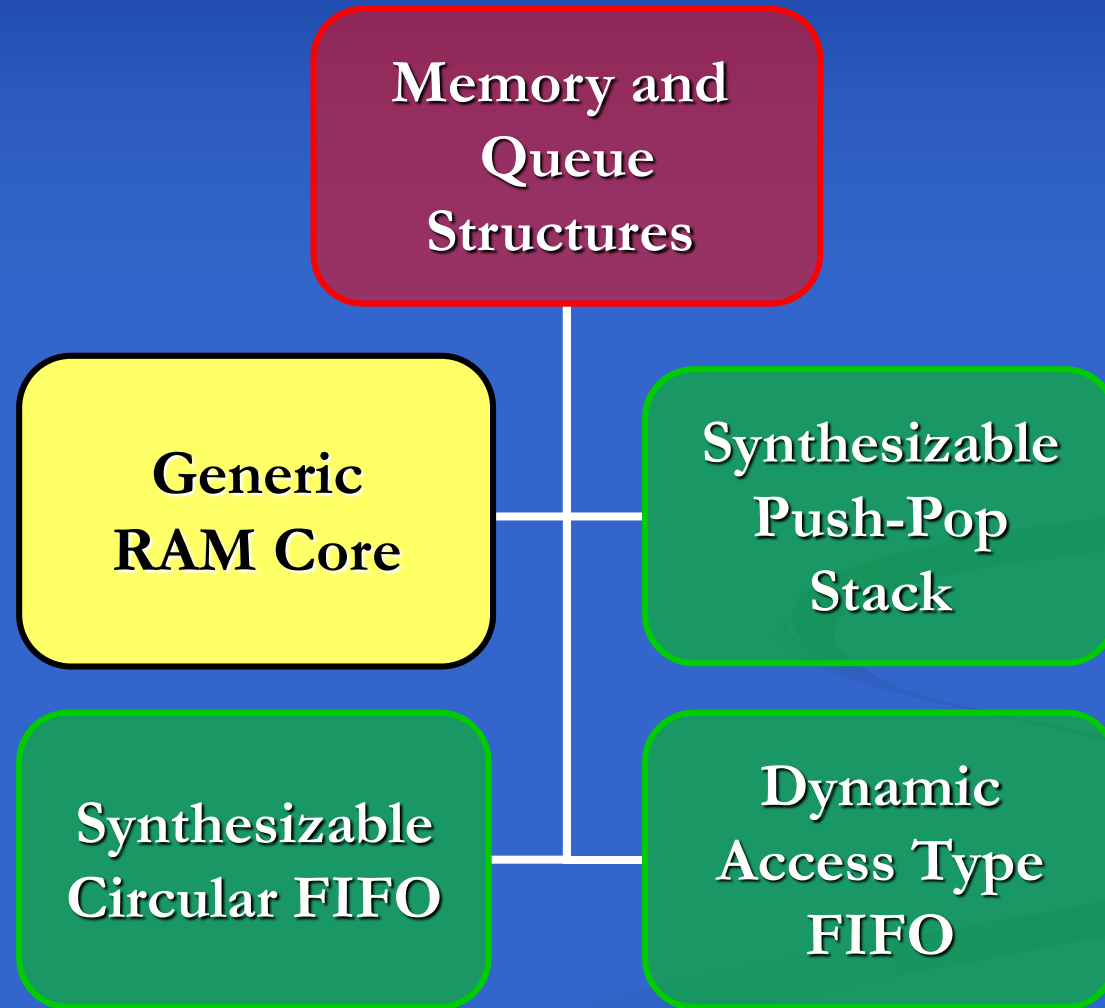 Memory and
Queue
Structures
Generic
RAM Core
Synthesizable
Push-Pop
Stack
Synthesizable
Circular FIFO
Dynamic
Access Type
FIFO